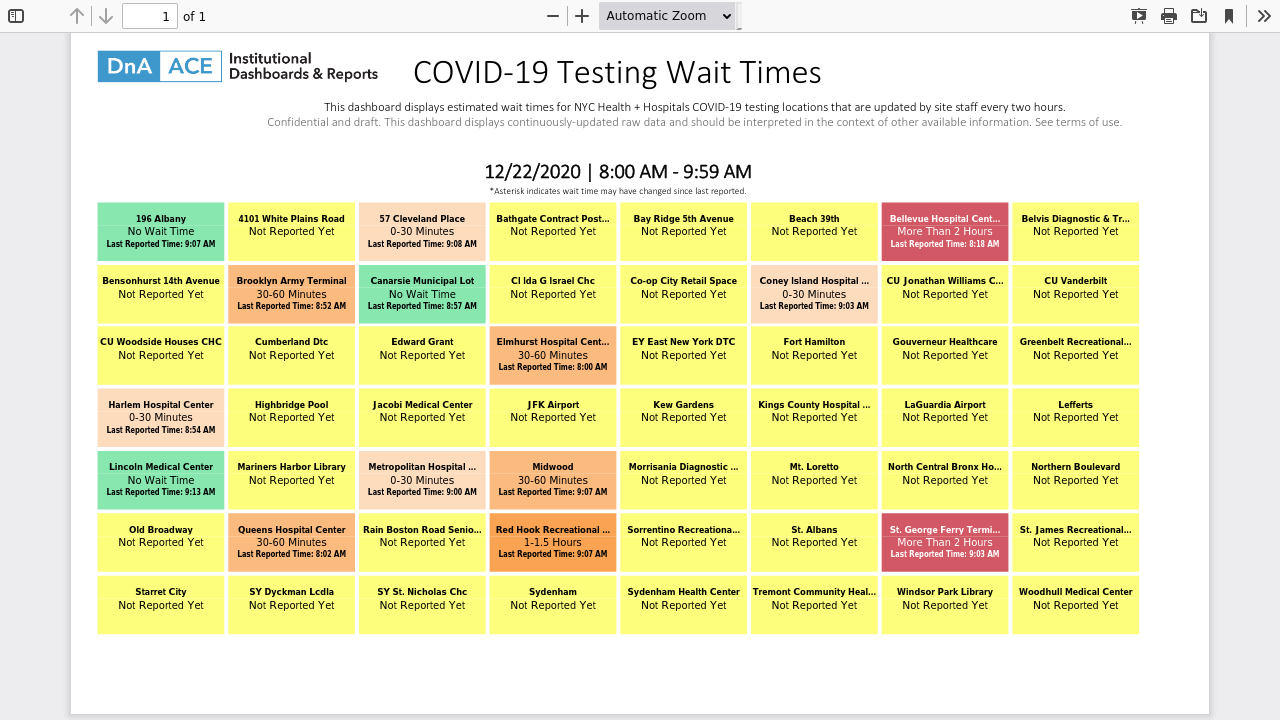 1 of 1 Automatic Zoom
DnA ACE Institutional
Dashboards & Reports
COVID-19 Testing Wait Times
This dashboard displays estimated wait times for NYC Health + Hospitals COVID-19 testing locations that are updated by site staff every two hours.
Confidential and draft. This dashboard displays continuously-updated raw data and should be interpreted in the context of other available information. See terms of use.
12/22/2020 | 8:00 AM - 9:59 AM
*Asterisk indicates wait time may have changed since last reported.
196 Albany
No Wait Time
Last Reported Time: 9:07 AM
4101 White Plains Road
Not Reported Yet
57 Cleveland Place
0-30 Minutes
Last Reported Time: 9:08 AM
Bathgate Contract Post...
Not Reported Yet
Bay Ridge 5th Avenue
Not Reported Yet
Beach 39th
Not Reported Yet
Bellevue Hospital Cent...
More Than 2 Hours
Last Reported Time: 8:18 AM
Belvis Diagnostic & Tr...
Not Reported Yet
Bensonhurst 14th Avenue
Not Reported Yet
Brooklyn Army Terminal
30-60 Minutes
Last Reported Time: 8:52 AM
Canarsie Municipal Lot
No Wait Time
Last Reported Time: 8:57 AM
Cl Ida G Israel Chc
Not Reported Yet
Co-op City Retail Space
Not Reported Yet
Coney Island Hospital ...
0-30 Minutes
Last Reported Time: 9:03 AM
CU Jonathan Williams C...
Not Reported Yet
CU Vanderbilt
Not Reported Yet
CU Woodside Houses CHC
Not Reported Yet
Cumberland Dtc
Not Reported Yet
Edward Grant
Not Reported Yet
Elmhurst Hospital Cent...
30-60 Minutes
Last Reported Time: 8:00 AM
EY East New York DTC
Not Reported Yet
Fort Hamilton
Not Reported Yet
Gouverneur Healthcare
Not Reported Yet
Greenbelt Recreational...
Not Reported Yet
Harlem Hospital Center
0-30 Minutes
Last Reported Time: 8:54 AM
Highbridge Pool
Not Reported Yet
Jacobi Medical Center
Not Reported Yet
JFK Airport
Not Reported Yet
Kew Gardens
Not Reported Yet
Kings County Hospital ...
Not Reported Yet
LaGuardia Airport
Not Reported Yet
Lefferts
Not Reported Yet
Lincoln Medical Center
No Wait Time
Last Reported Time: 9:13 AM
Mariners Harbor Library
Not Reported Yet
Metropolitan Hospital ...
0-30 Minutes
Last Reported Time: 9:00 AM
Midwood
30-60 Minutes
Last Reported Time: 9:07 AM
Morrisania Diagnostic ...
Not Reported Yet
Mt. Loretto
Not Reported Yet
North Central Bronx Ho...
Not Reported Yet
Northern Boulevard
Not Reported Yet
Old Broadway
Not Reported Yet
Queens Hospital Center
30-60 Minutes
Last Reported Time: 8:02 AM
Rain Boston Road Senio...
Not Reported Yet
Red Hook Recreational ...
1-1.5 Hours
Last Reported Time: 9:07 AM
Sorrentino Recreationa...
Not Reported Yet
St. Albans
Not Reported Yet
St. George Ferry Termi...
More Than 2 Hours
Last Reported Time: 9:03 AM
St. James Recreational...
Not Reported Yet
Starret City
Not Reported Yet
SY Dyckman Lcdla
Not Reported Yet
SY St. Nicholas Chc
Not Reported Yet
Sydenham
Not Reported Yet
Sydenham Health Center
Not Reported Yet
Tremont Community Heal...
Not Reported Yet
Windsor Park Library
Not Reported Yet
Woodhull Medical Center
Not Reported Yet